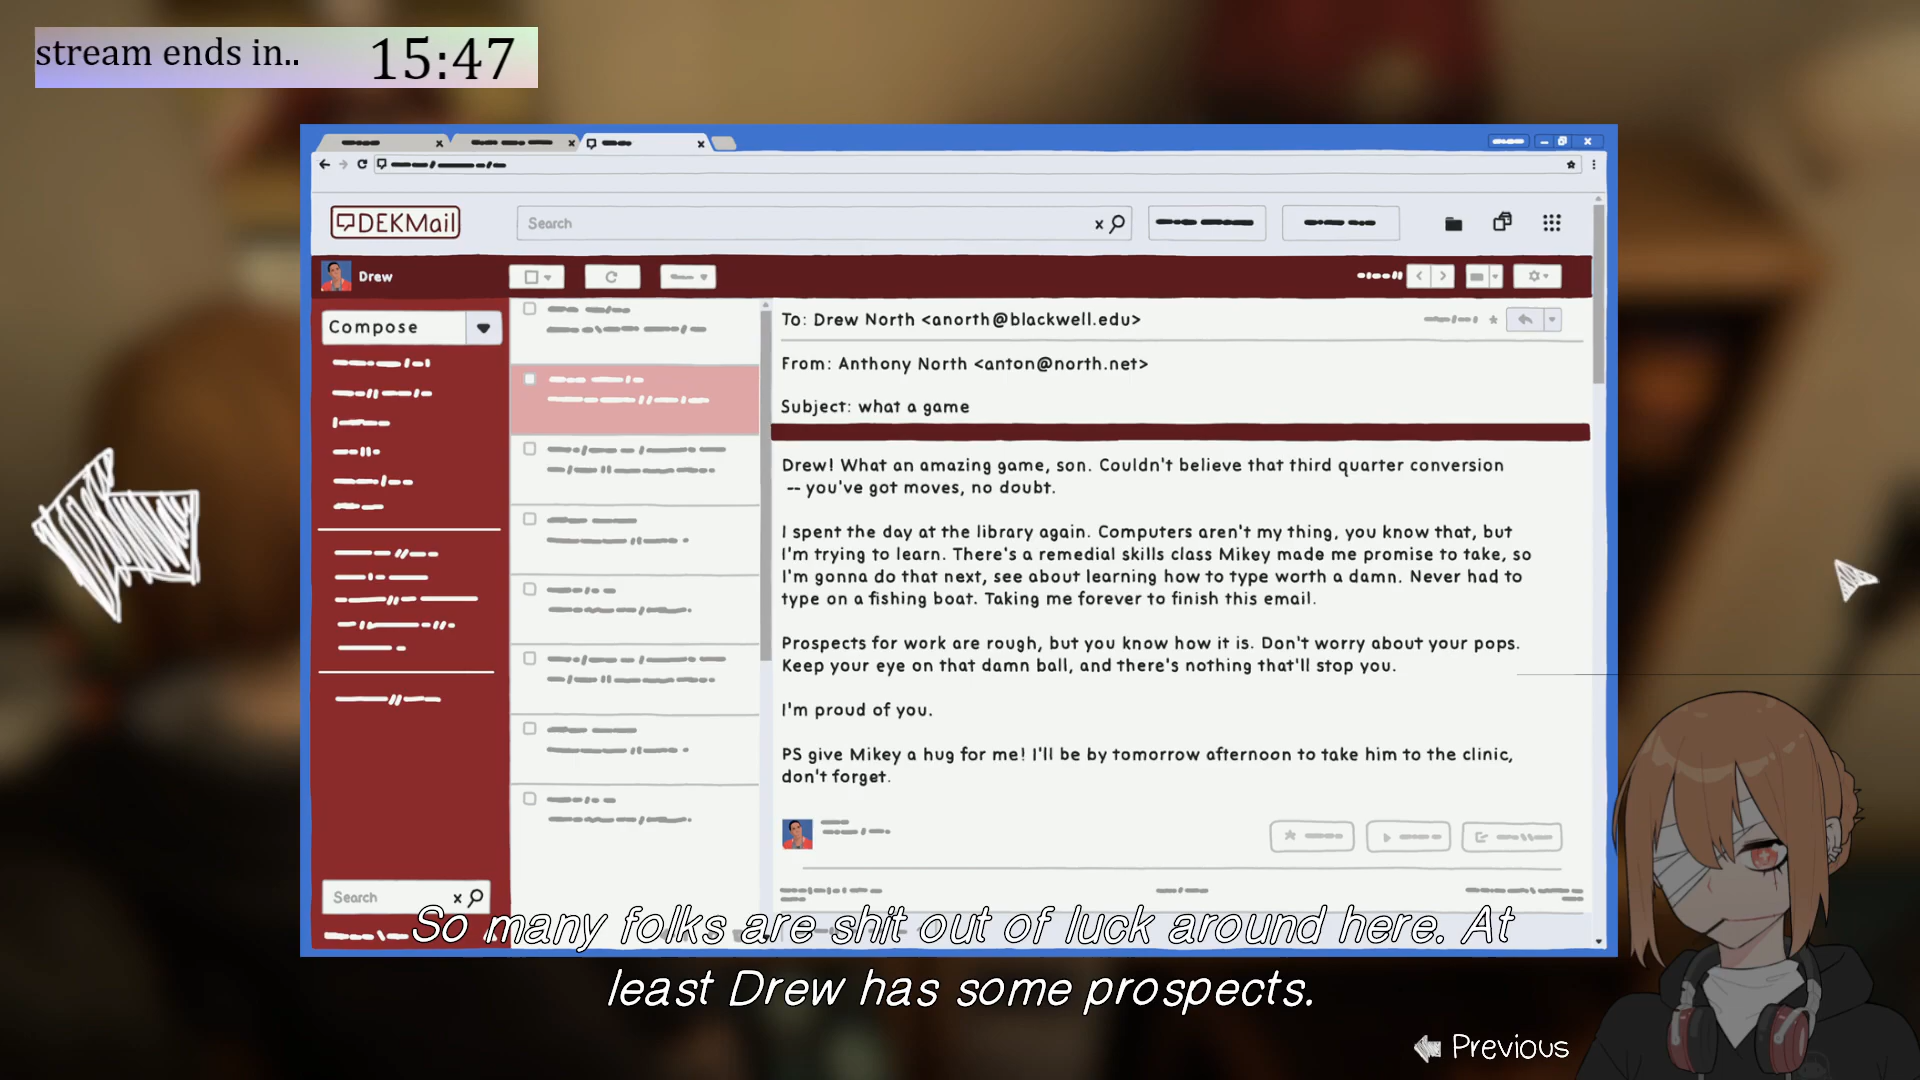 stream ends in.. 15:47
DEKMail
Search
x
Drew
Compose
To: Drew North <anorth@blackwell.edu>
From: Anthony North <anton@north.net>
Subject: what a game
Drew! What an amazing game, son. Couldn't believe that third quarter conversion
-- you've got moves, no doubt.
I spent the day at the library again. Computers aren't my thing, you know that, but
I'm trying to learn. There's a remedial skills class Mikey made me promise to take, so
I'm gonna do that next, see about learning how to type worth a damn. Never had to
type on a fishing boat. Taking me forever to finish this email.
Prospects for work are rough, but you know how it is. Don't worry about your pops.
Keep your eye on that damn ball, and there's nothing that'll stop you.
I'm proud of you.
PS give Mikey a hug for me! I'll be by tomorrow afternoon to take him to the clinic,
don't forget.
Search x
So many folks are shit out of luck around here. At
least Drew has some prospects.
Previous